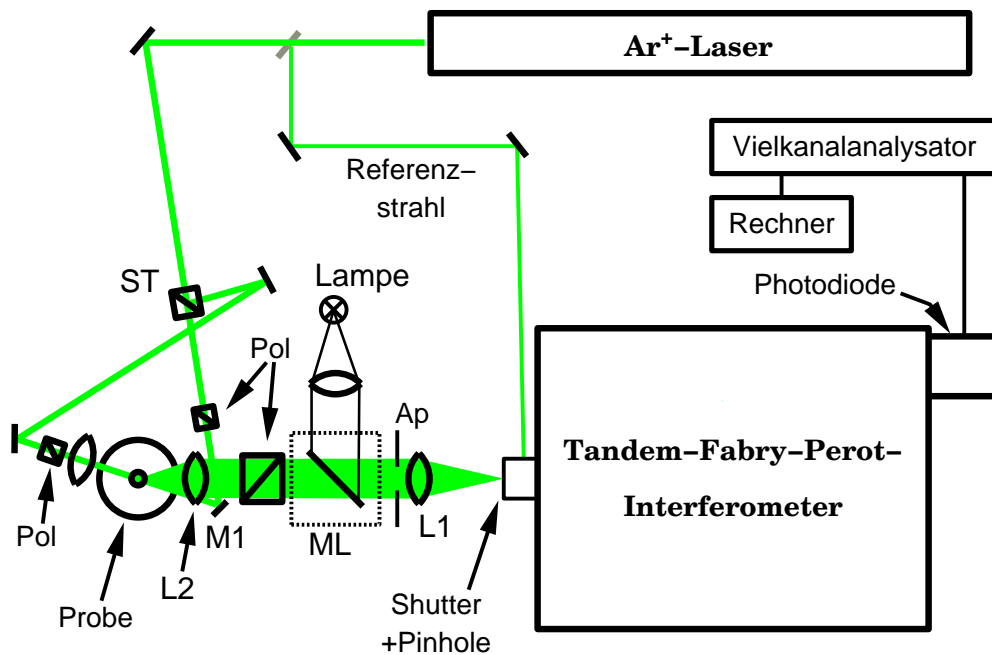 Ar+–Laser
Vielkanalanalysator
Referenz–
strahl
Rechner
ST
Lampe
Photodiode
Pol
Ap
Tandem–Fabry–Perot–
Interferometer
Pol
M1
ML
L1
L2
Probe
Shutter
+Pinhole